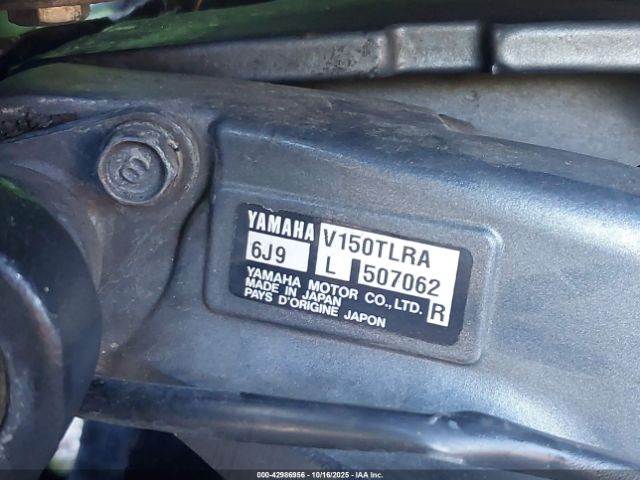 YAMAHA V150TLRA
6J9 L 507062
YAMAHA MOTOR CO.,LTD. R
MADE IN JAPAN
PAYS D'ORIGINE JAPON
000-42986956 - 10/16/2025 - IAA Inc.